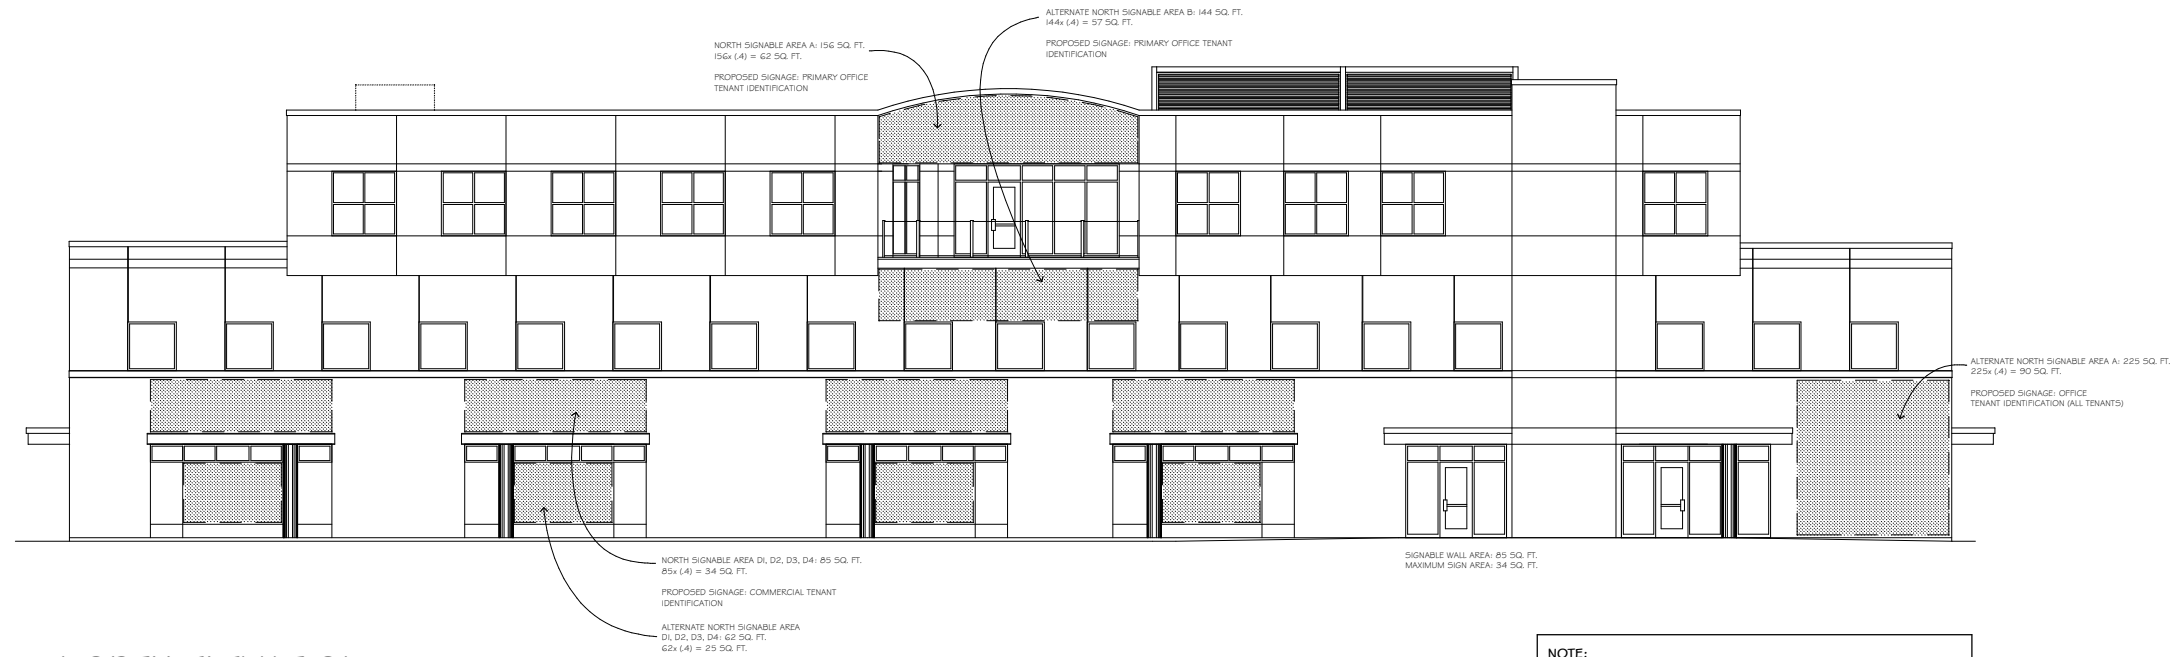 ALTERNATE NORTH SIGNABLE AREA B: 144 SQ. FT.
144x (.4) = 57 SQ. FT.
PROPOSED SIGNAGE: PRIMARY OFFICE TENANT
IDENTIFICATION
NORTH SIGNABLE AREA A: 156 SQ. FT.
156x (.4) = 62 SQ. FT.
PROPOSED SIGNAGE: PRIMARY OFFICE
TENANT IDENTIFICATION
ALTERNATE NORTH SIGNABLE AREA A: 225 SQ. FT.
225x (.4) = 90 SQ. FT.
PROPOSED SIGNAGE: OFFICE
TENANT IDENTIFICATION (ALL TENANTS)
SIGNABLE WALL AREA: 85 SQ. FT.
MAXIMUM SIGN AREA: 34 SQ. FT.
NORTH SIGNABLE AREA D1, D2, D3, D4: 85 SQ. FT.
85x (.4) = 34 SQ. FT.
PROPOSED SIGNAGE: COMMERCIAL TENANT
IDENTIFICATION
ALTERNATE NORTH SIGNABLE AREA
D1, D2, D3, D4: 62 SQ. FT.
62x (.4) = 25 SQ. FT.
NOTE: